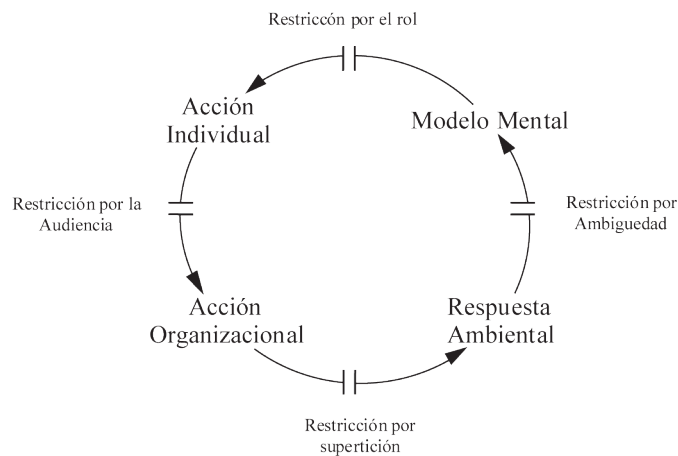 Restriccón por el rol
Acción
Individual
Modelo Mental
Restricción por la
Audiencia
Restricción por
Ambiguedad
Acción
Organizacional
Respuesta
Ambiental
Restricción por
supertición